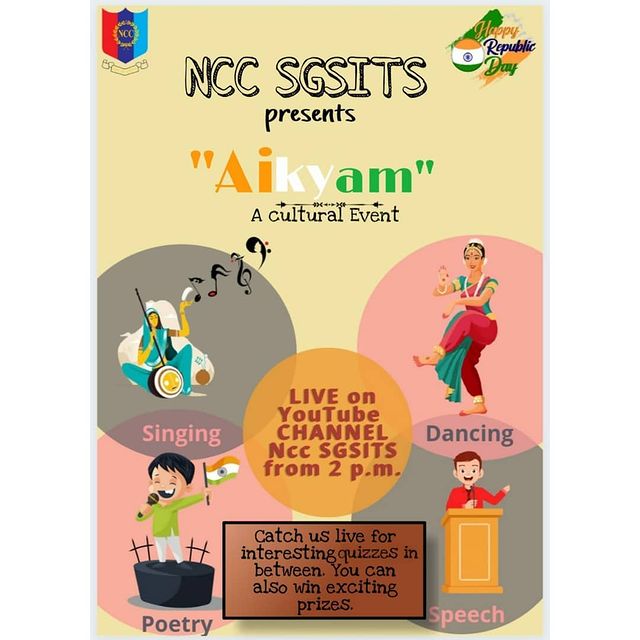 NCC
Happy
Republic
Day
NCC SGSITS
presents
"Aikyam"
A cultural Event
Singing
Dancing
LIVE on
YouTube
CHANNEL
Ncc SGSITS
from 2 p.m.
Poetry
Speech
Catch us live for
interesting quizzes in
between. You can
also win exciting
prizes.